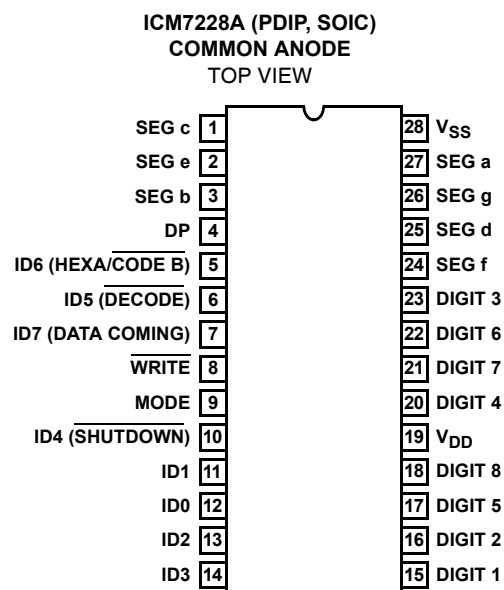 ICM7228A (PDIP, SOIC)
COMMON ANODE
TOP VIEW
SEG c 1 28 VSS
SEG e 2 27 SEG a
SEG b 3 26 SEG g
DP 4 25 SEG d
ID6 (HEXA/CODE B) 5 24 SEG f
ID5 (DECODE) 6 23 DIGIT 3
ID7 (DATA COMING) 7 22 DIGIT 6
WRITE 8 21 DIGIT 7
MODE 9 20 DIGIT 4
ID4 (SHUTDOWN) 10 19 VDD
ID1 11 18 DIGIT 8
ID0 12 17 DIGIT 5
ID2 13 16 DIGIT 2
ID3 14 15 DIGIT 1